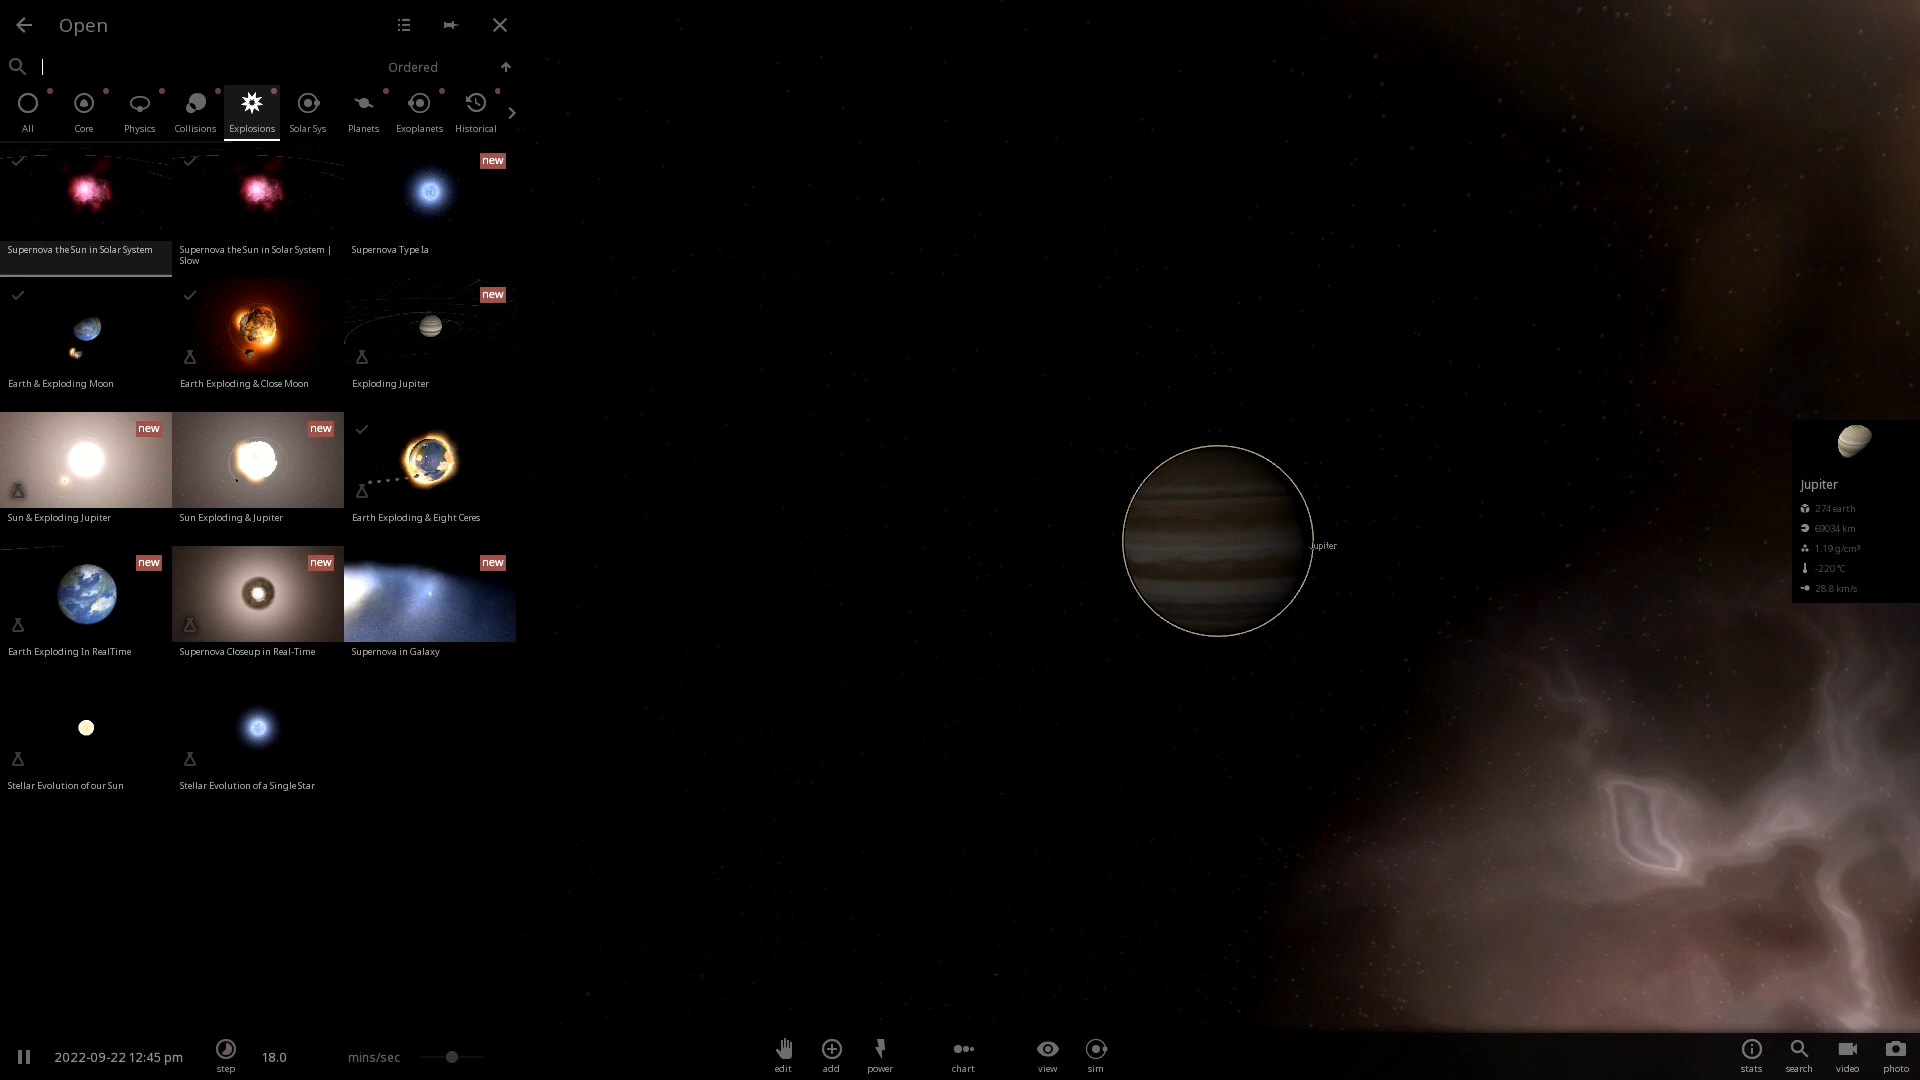 Open
Ordered
All Core Physics Collisions Explosions Solar Sys Planets Exoplanets Historical
new
Supernova the Sun in Solar System
Supernova the Sun in Solar System |
Slow
Supernova Type Ia
new
Earth & Exploding Moon
Earth Exploding & Close Moon
Exploding Jupiter
new
new
Sun & Exploding Jupiter
Sun Exploding & Jupiter
Earth Exploding & Eight Ceres
new
new
new
Earth Exploding In RealTime
Supernova Closeup in Real-Time
Supernova in Galaxy
Stellar Evolution of our Sun
Stellar Evolution of a Single Star
Jupiter
Jupiter
274 earth
69034 km
1.19 g/cm³
-220 °C
28.8 km/s
2022-09-22 12:45 pm
step
18.0
mins/sec
edit
add
power
chart
view
sim
stats
search
video
photo